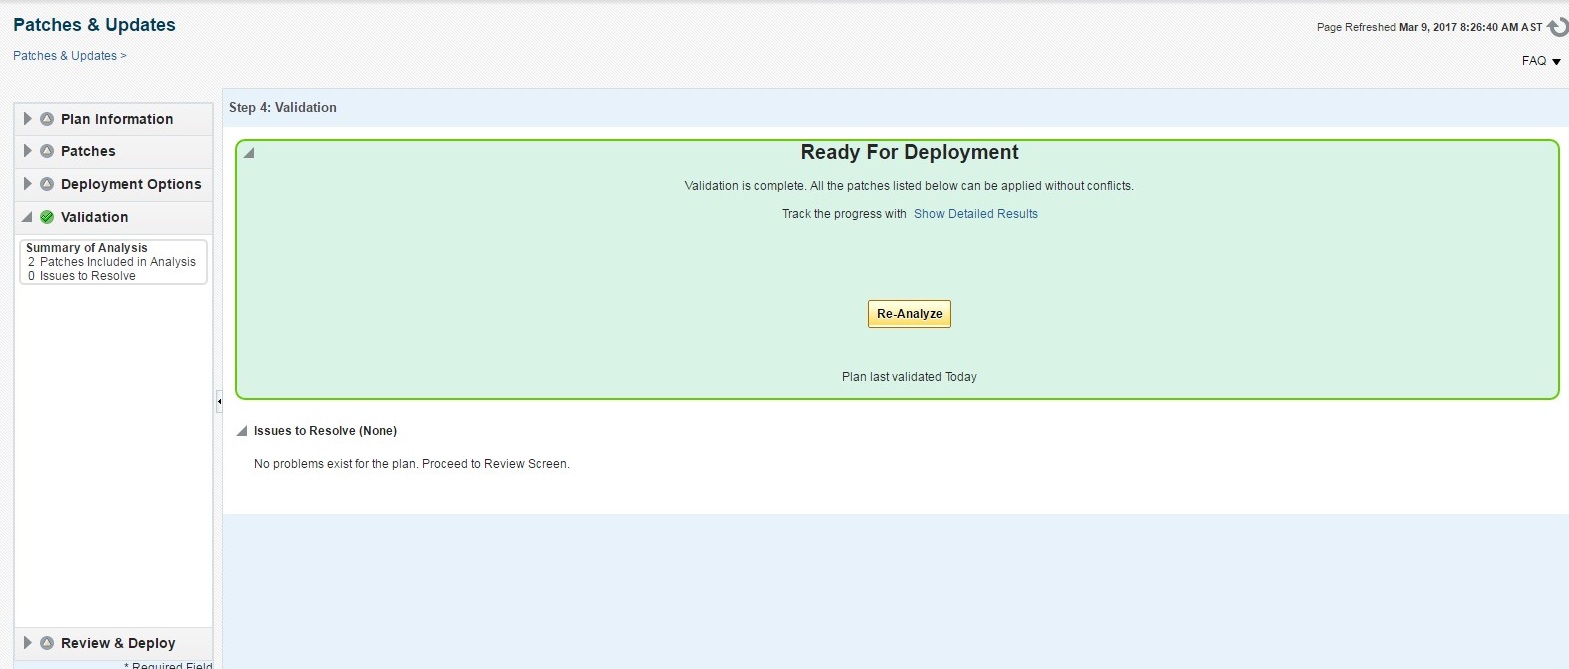 Patches & Updates
Page Refreshed Mar 9, 2017 8:26:40 AM AST
Patches & Updates >
FAQ
Plan Information
Patches
Deployment Options
Validation
Summary of Analysis
2 Patches Included in Analysis
0 Issues to Resolve
Review & Deploy
* Required Field
Step 4: Validation
Ready For Deployment
Validation is complete. All the patches listed below can be applied without conflicts.
Track the progress with Show Detailed Results
Re-Analyze
Plan last validated Today
Issues to Resolve (None)
No problems exist for the plan. Proceed to Review Screen.